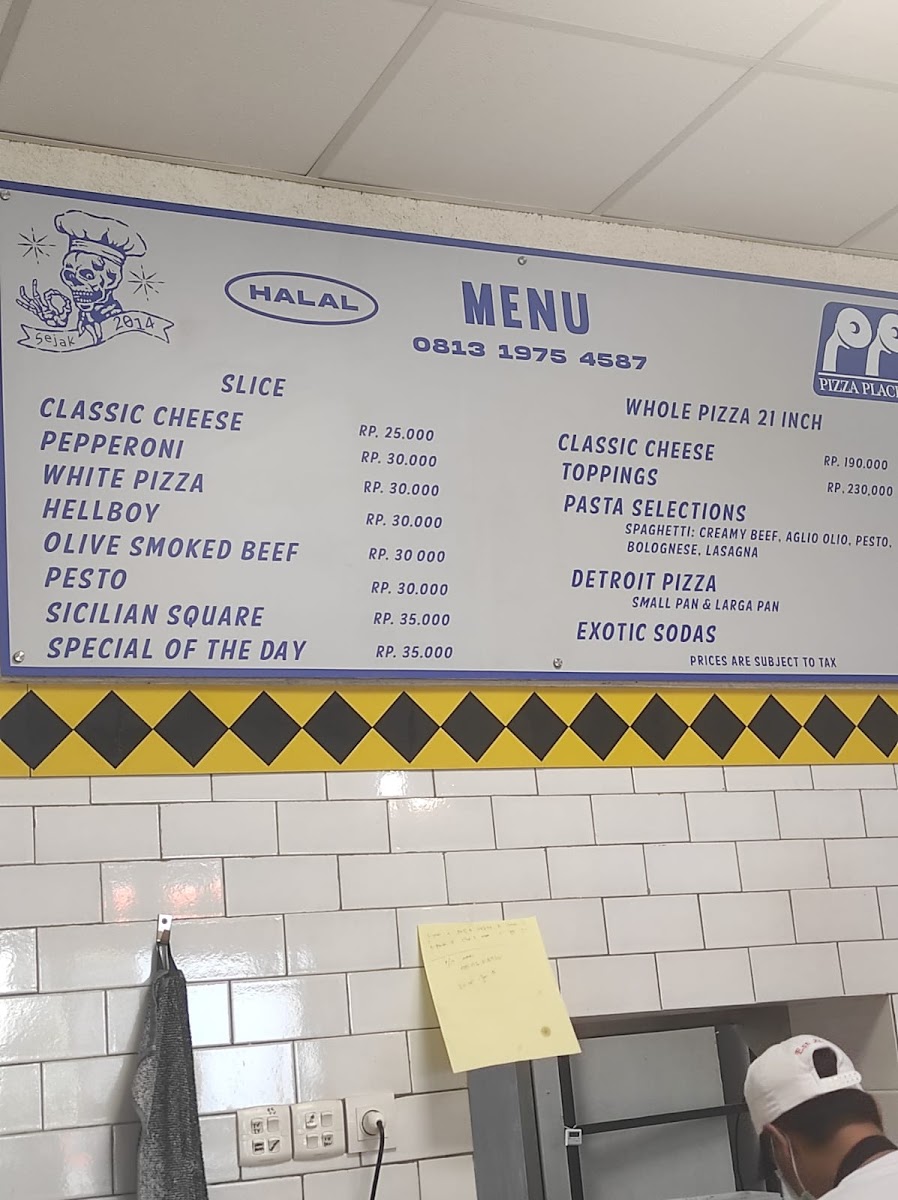 Sejak 2014
HALAL
MENU
0813 1975 4587
PIZZA PLAC
SLICE
CLASSIC CHEESE RP. 25.000
PEPPERONI RP. 30.000
WHITE PIZZA RP. 30.000
HELLBOY RP. 30.000
OLIVE SMOKED BEEF RP. 30 000
PESTO RP. 30.000
SICILIAN SQUARE RP. 35.000
SPECIAL OF THE DAY RP. 35.000
WHOLE PIZZA 21 INCH
CLASSIC CHEESE RP. 190.000
TOPPINGS RP. 230,000
PASTA SELECTIONS
SPAGHETTI: CREAMY BEEF, AGLIO OLIO, PESTO,
BOLOGNESE, LASAGNA
DETROIT PIZZA
SMALL PAN & LARGA PAN
EXOTIC SODAS
PRICES ARE SUBJECT TO TAX